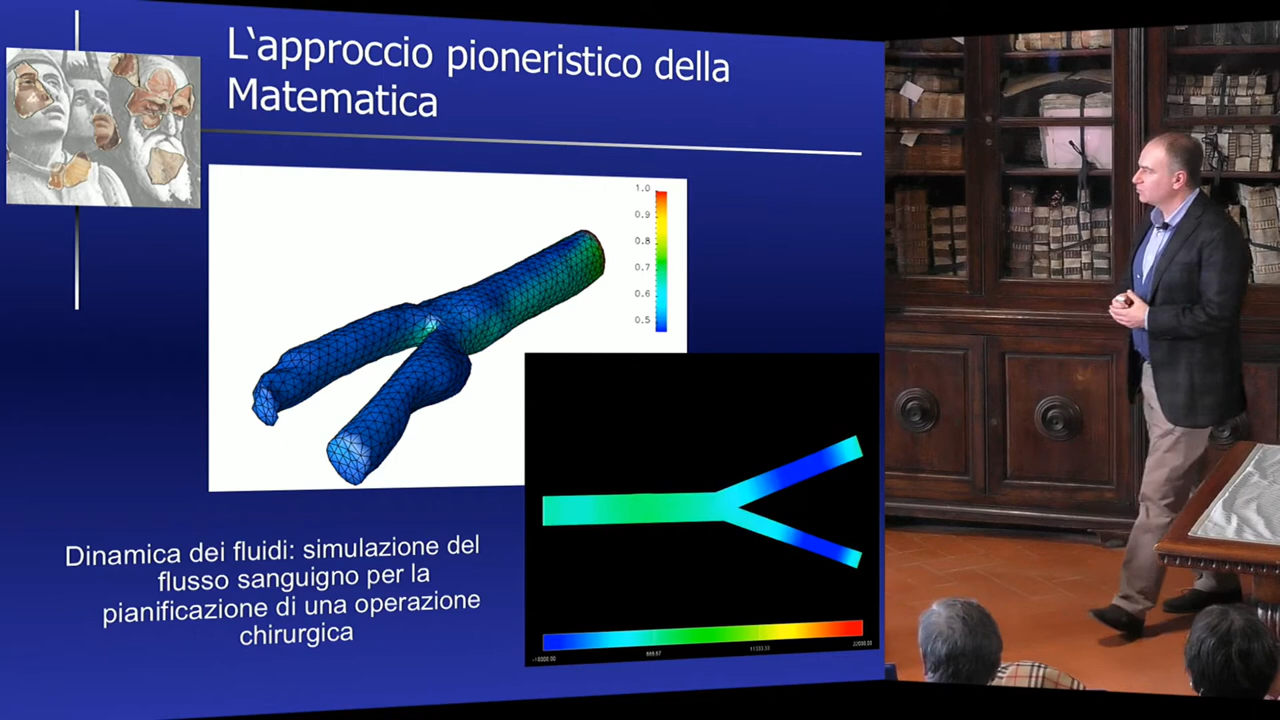 L'approccio pioneristico della
Matematica
1.0
0.9
0.8
0.7
0.6
0.5
Dinamica dei fluidi: simulazione del
flusso sanguigno per la
pianificazione di una operazione
chirurgica